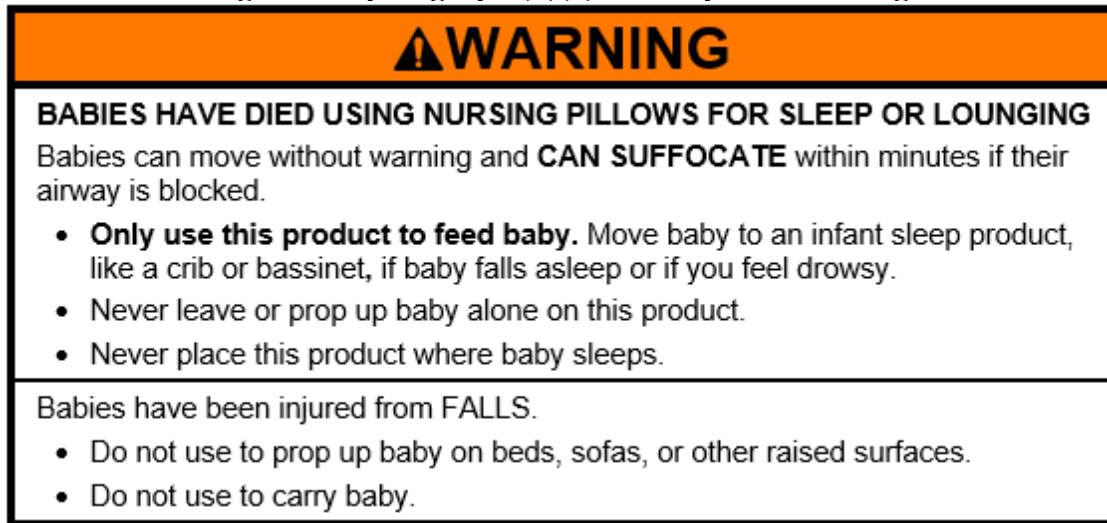 ⚠WARNING
BABIES HAVE DIED USING NURSING PILLOWS FOR SLEEP OR LOUNGING
Babies can move without warning and CAN SUFFOCATE within minutes if their
airway is blocked.
• Only use this product to feed baby. Move baby to an infant sleep product,
like a crib or bassinet, if baby falls asleep or if you feel drowsy.
• Never leave or prop up baby alone on this product.
• Never place this product where baby sleeps.
Babies have been injured from FALLS.
• Do not use to prop up baby on beds, sofas, or other raised surfaces.
• Do not use to carry baby.